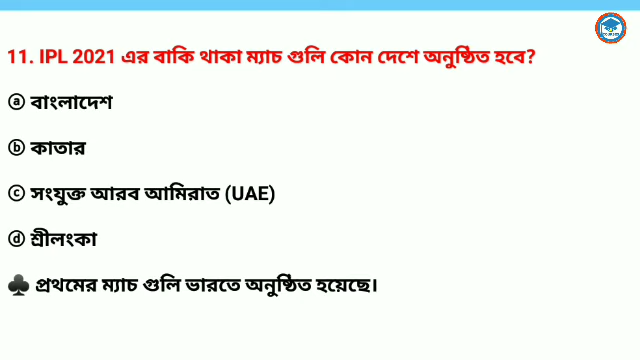 11. IPL 2021 এর বাকি থাকা ম্যাচ গুলি কোন দেশে অনুষ্ঠিত হবে?
ⓐ বাংলাদেশ
ⓑ কাতার
ⓒ সংযুক্ত আরব আমিরাত (UAE)
ⓓ শ্রীলংকা
♣ প্রথমের ম্যাচ গুলি ভারতে অনুষ্ঠিত হয়েছে।